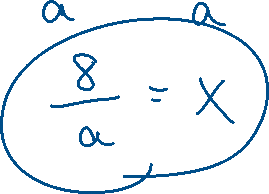 a a
8/a = x